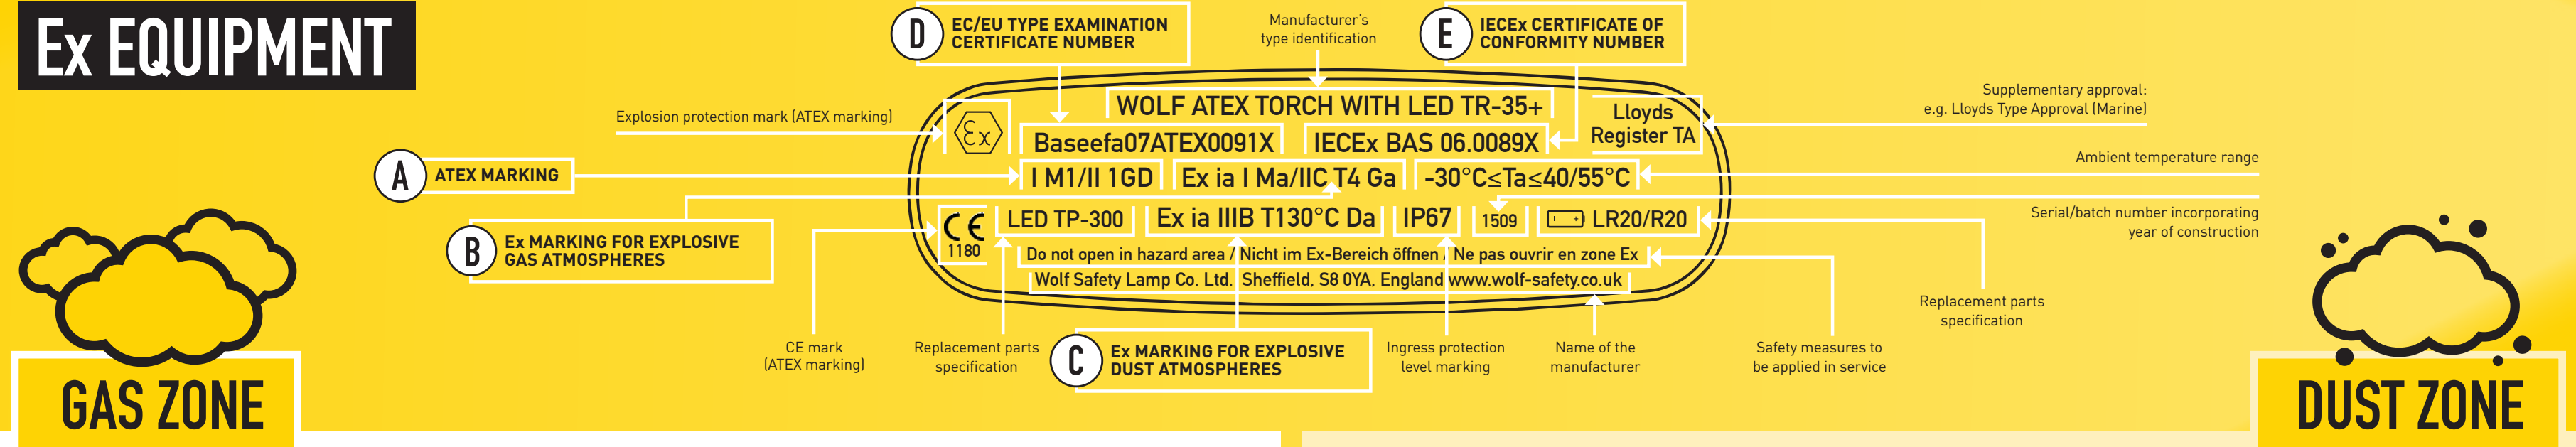 Ex EQUIPMENT
D
EC/EU TYPE EXAMINATION
CERTIFICATE NUMBER
Manufacturer's
type identification
E
IECEx CERTIFICATE OF
CONFORMITY NUMBER
Supplementary approval:
e.g. Lloyds Type Approval (Marine)
Explosion protection mark (ATEX marking)
Ex
WOLF ATEX TORCH WITH LED TR-35+
Lloyds
Register TA
Baseefa07ATEX0091X
IECEx BAS 06.0089X
Ambient temperature range
A
ATEX MARKING
I M1/II 1GD
Ex ia I Ma/IIC T4 Ga
-30°C≤Ta≤40/55°C
Serial/batch number incorporating
year of construction
B
Ex MARKING FOR EXPLOSIVE
GAS ATMOSPHERES
CE
1180
LED TP-300
Ex ia IIIB T130°C Da
IP67
1509
- +
LR20/R20
Do not open in hazard area / Nicht im Ex-Bereich öffnen / Ne pas ouvrir en zone Ex
Wolf Safety Lamp Co. Ltd. Sheffield, S8 0YA, England www.wolf-safety.co.uk
Replacement parts
specification
CE mark
(ATEX marking)
Replacement parts
specification
C
Ex MARKING FOR EXPLOSIVE
DUST ATMOSPHERES
Ingress protection
level marking
Name of the
manufacturer
Safety measures to
be applied in service
GAS ZONE
DUST ZONE